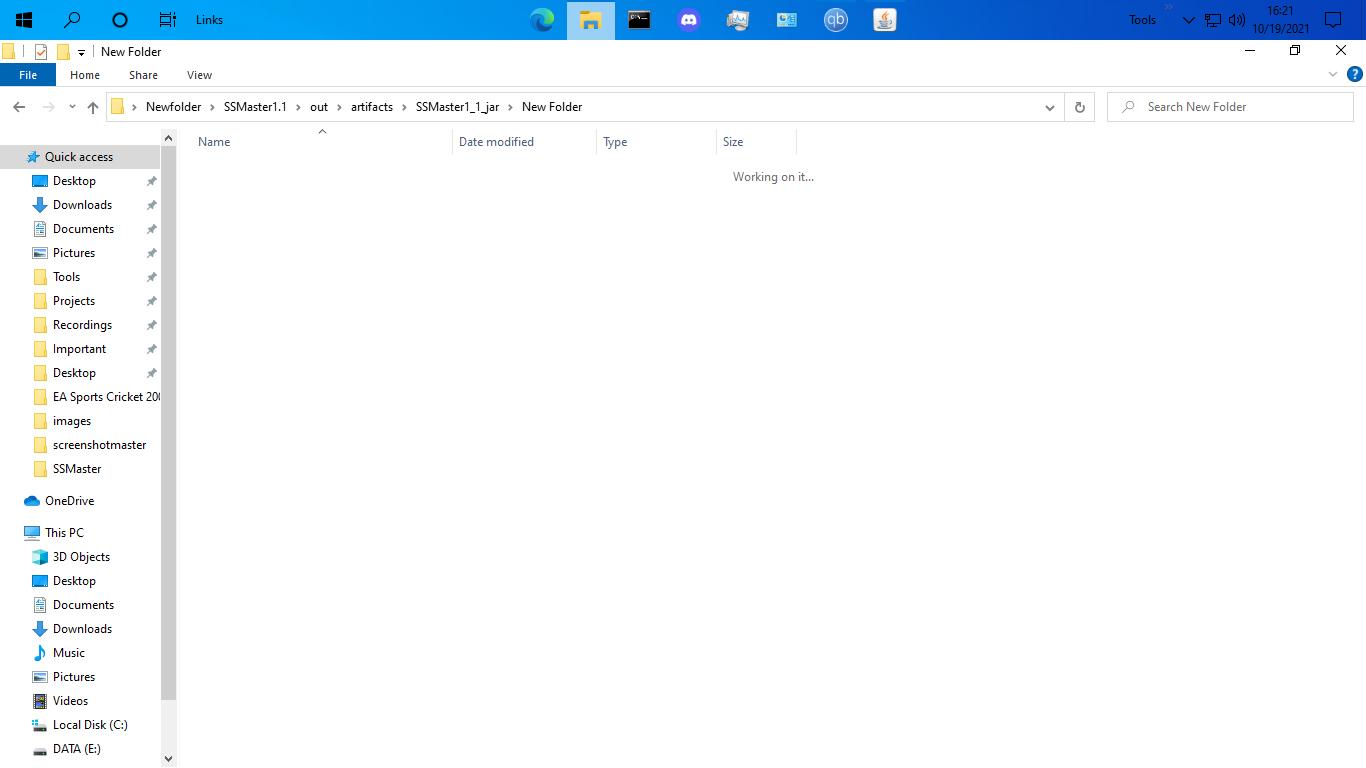 Links
Tools
16:21
10/19/2021
New Folder
File Home Share View
Newfolder SSMaster1.1 out artifacts SSMaster1_1_jar New Folder
Search New Folder
Name Date modified Type Size
Working on it...
Quick access
Desktop
Downloads
Documents
Pictures
Tools
Projects
Recordings
Important
Desktop
EA Sports Cricket 200
images
screenshotmaster
SSMaster
OneDrive
This PC
3D Objects
Desktop
Documents
Downloads
Music
Pictures
Videos
Local Disk (C:)
DATA (E:)